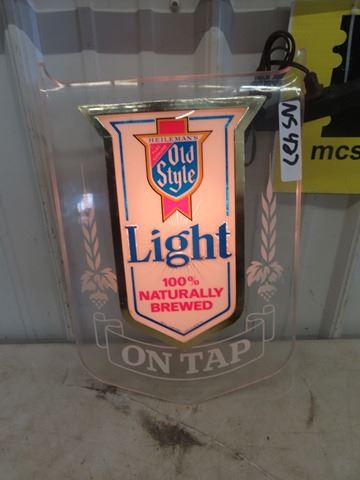 HEILEMAN'S
Old
Style
Light
100%
NATURALLY
BREWED
ON TAP
NS 427
mcs